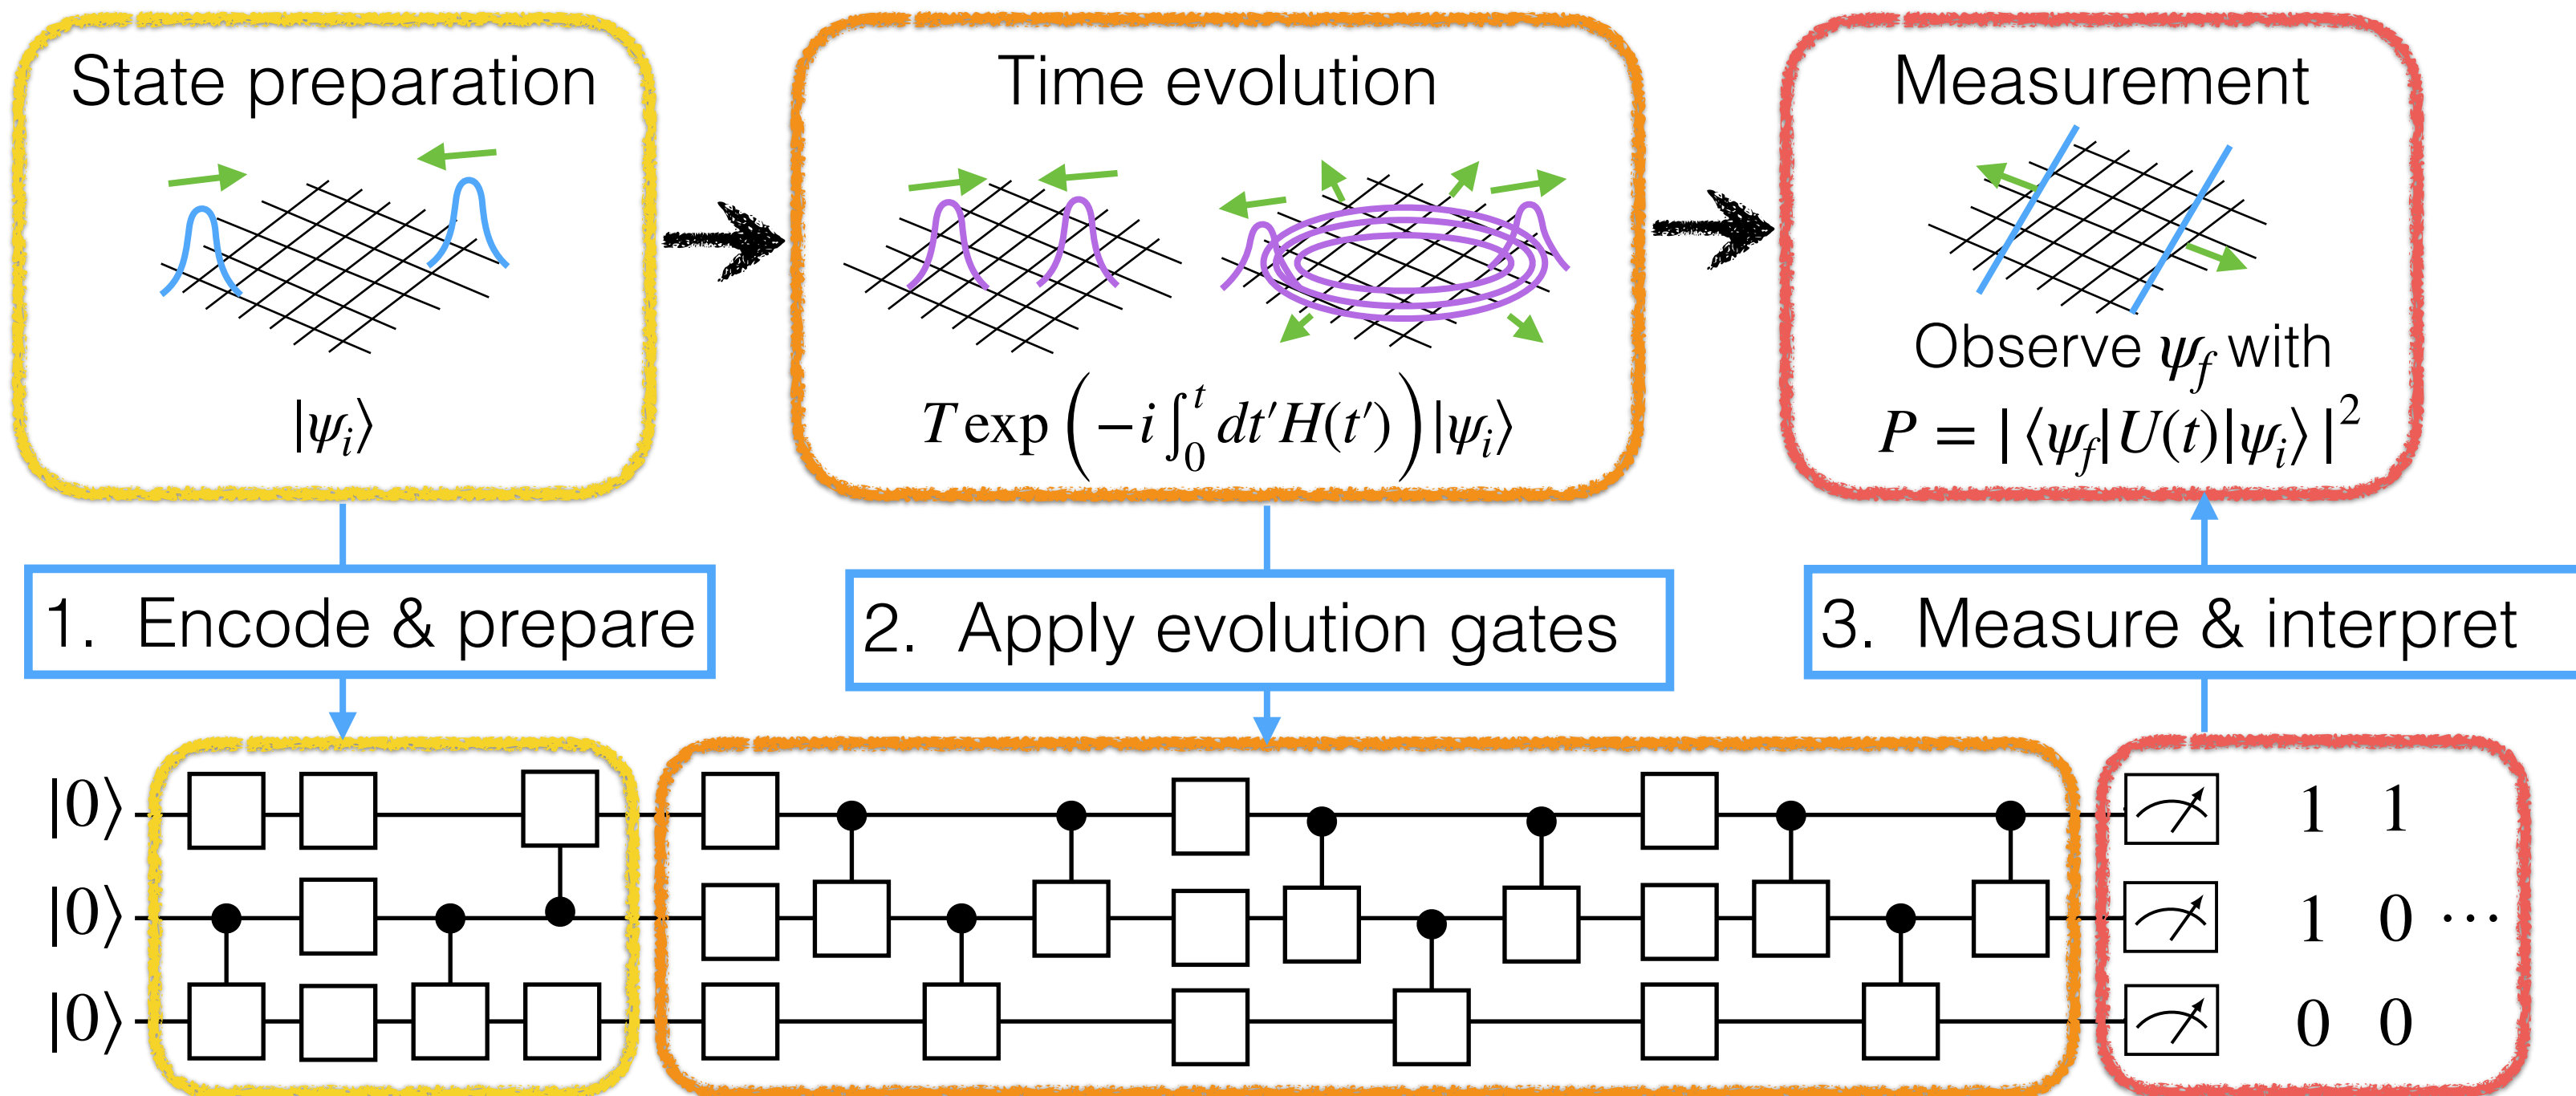 State preparation
|ψ_i⟩
Time evolution
T exp (−i ∫_0^t dt′H(t′)) |ψ_i⟩
Measurement
Observe ψ_f with
P = | ⟨ψ_f| U(t) |ψ_i⟩ |^2
1. Encode & prepare
2. Apply evolution gates
3. Measure & interpret
|0⟩ 1 1
|0⟩ 1 0 ⋯
|0⟩ 0 0